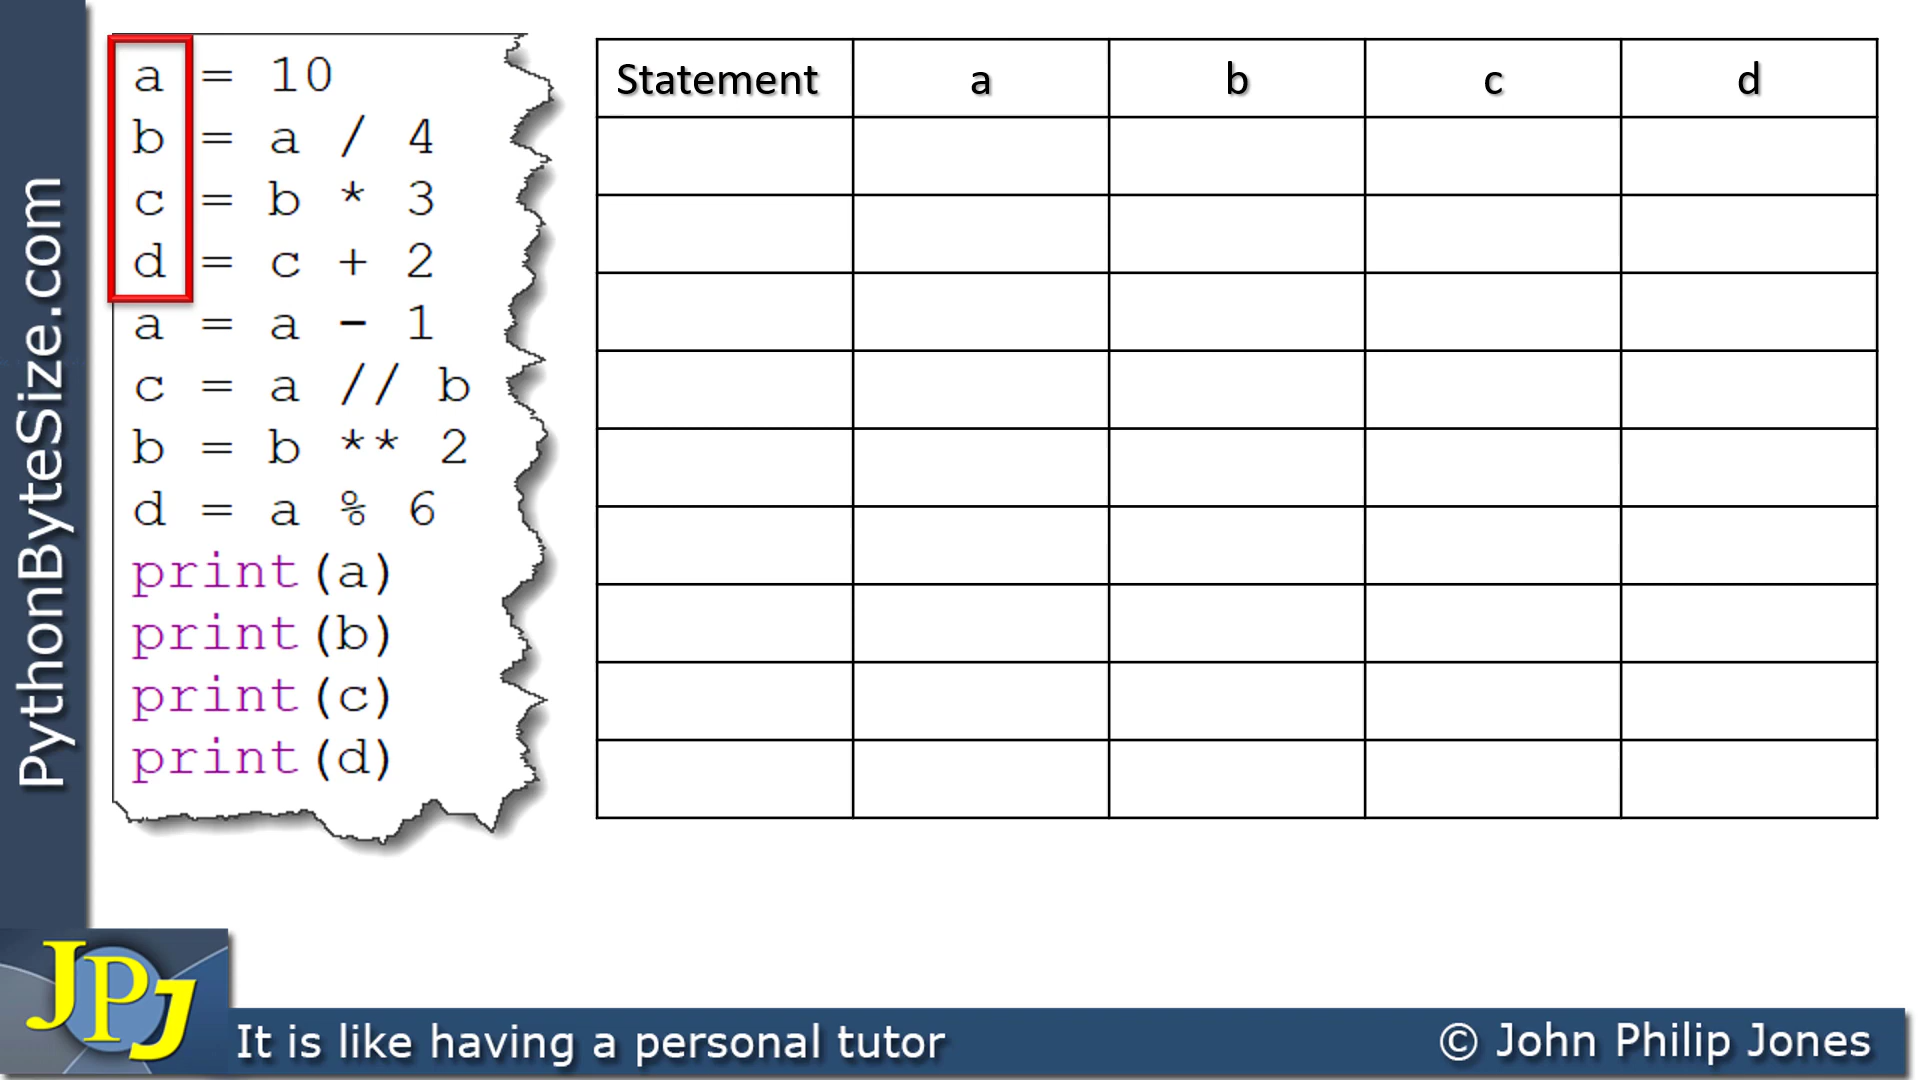 PythonByteSize.com
a = 10
b = a / 4
c = b * 3
d = c + 2
a = a - 1
c = a // b
b = b ** 2
d = a % 6
print(a)
print(b)
print(c)
print(d)
Statement a b c d
JPJ
It is like having a personal tutor
© John Philip Jones